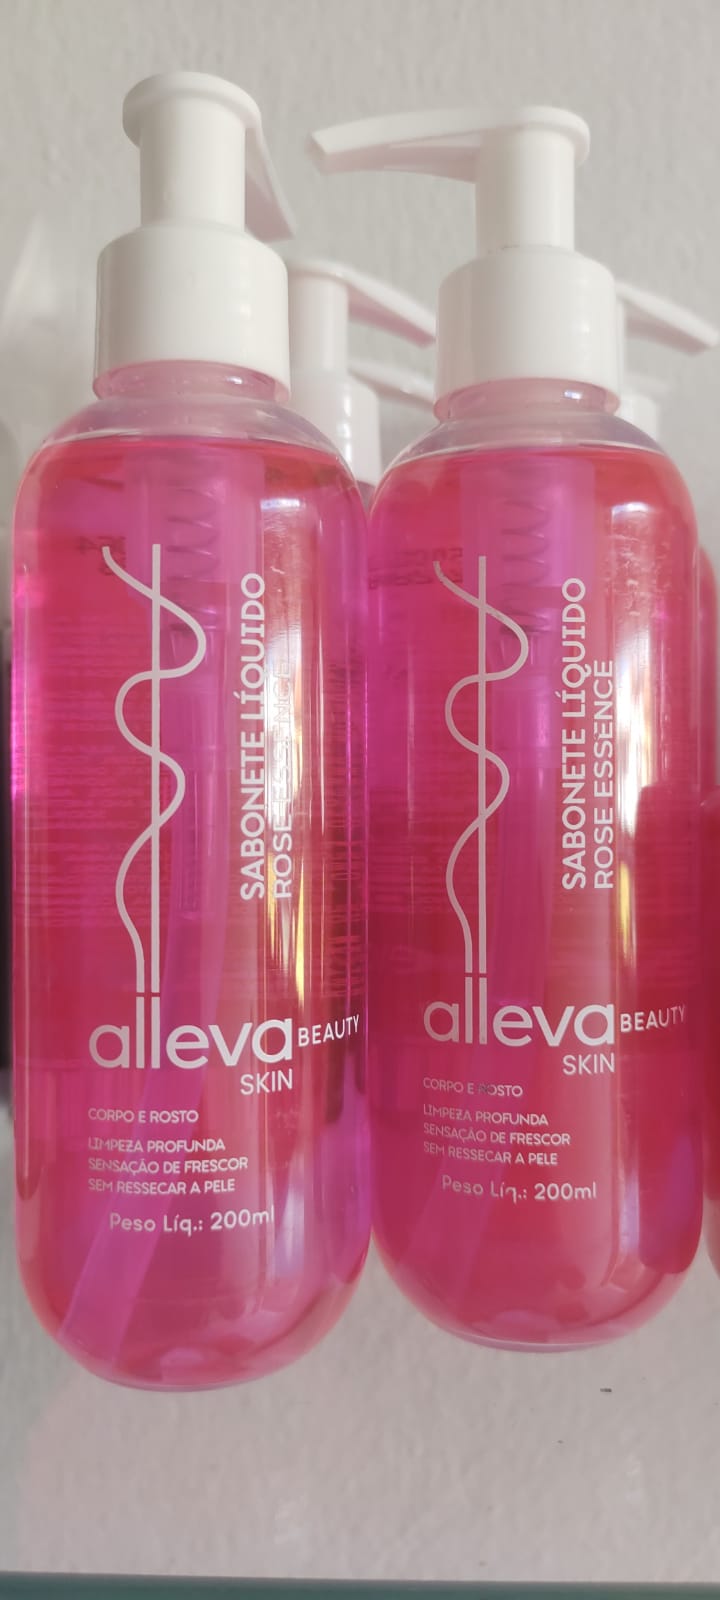 SABONETE LÍQUIDO
ROSE ESSENCE
alleva BEAUTY
SKIN
CORPO E ROSTO
LIMPEZA PROFUNDA
SENSAÇÃO DE FRESCOR
SEM RESSECAR A PELE
Peso Líq.: 200ml
SABONETE LÍQUIDO
ROSE ESSENCE
alleva BEAUTY
SKIN
CORPO E ROSTO
LIMPEZA PROFUNDA
SENSAÇÃO DE FRESCOR
SEM RESSECAR A PELE
Peso Líq.: 200ml